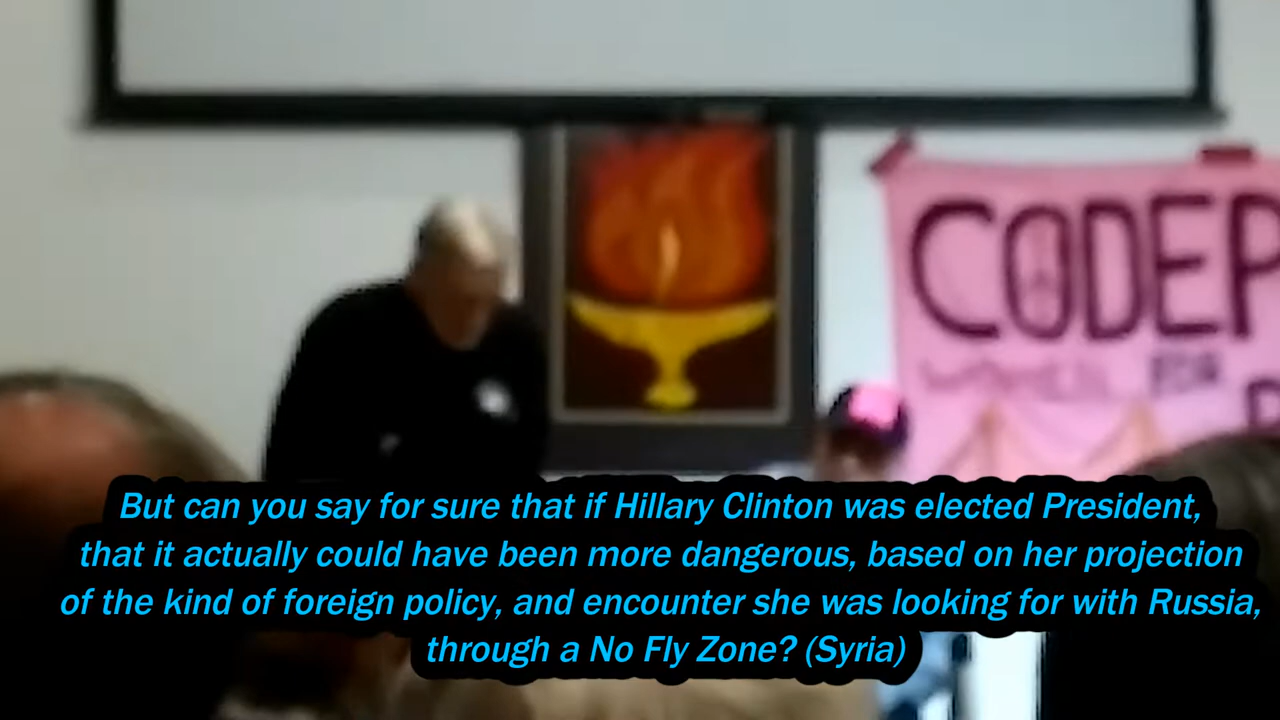 CODEP
FOR
But can you say for sure that if Hillary Clinton was elected President,
that it actually could have been more dangerous, based on her projection
of the kind of foreign policy, and encounter she was looking for with Russia,
through a No Fly Zone? (Syria)